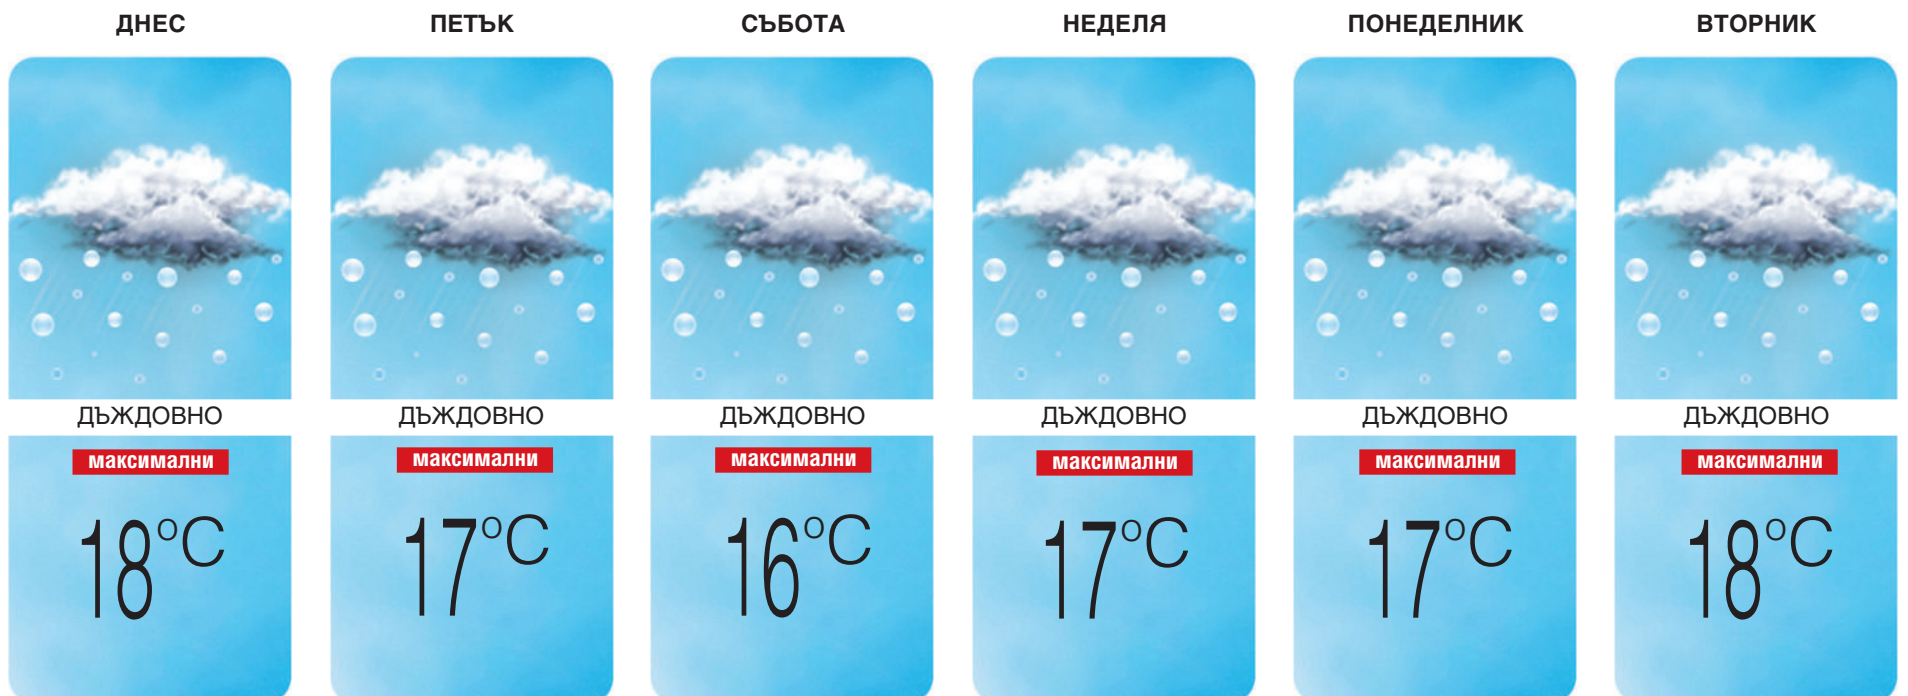 ДНЕС ПЕТЪК СЪБОТА НЕДЕЛЯ ПОНЕДЕЛНИК ВТОРНИК
ДЪЖДОВНО ДЪЖДОВНО ДЪЖДОВНО ДЪЖДОВНО ДЪЖДОВНО ДЪЖДОВНО
максимални максимални максимални максимални максимални максимални
18°C 17°C 16°C 17°C 17°C 18°C